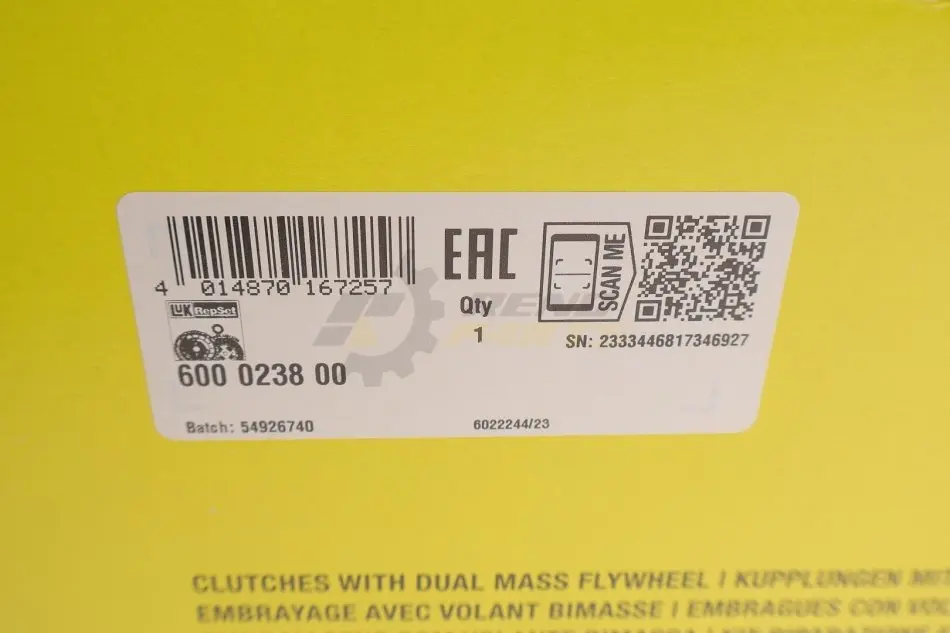 4 014870 167257
EAC
SCAN ME
Qty
1
SN: 2333446817346927
LuK RepSet
600 0238 00
Batch: 54926740
6022244/23
CLUTCHES WITH DUAL MASS FLYWHEEL | KUPPLUNGEN MIT
EMBRAYAGE AVEC VOLANT BIMASSE | EMBRAGUES CON